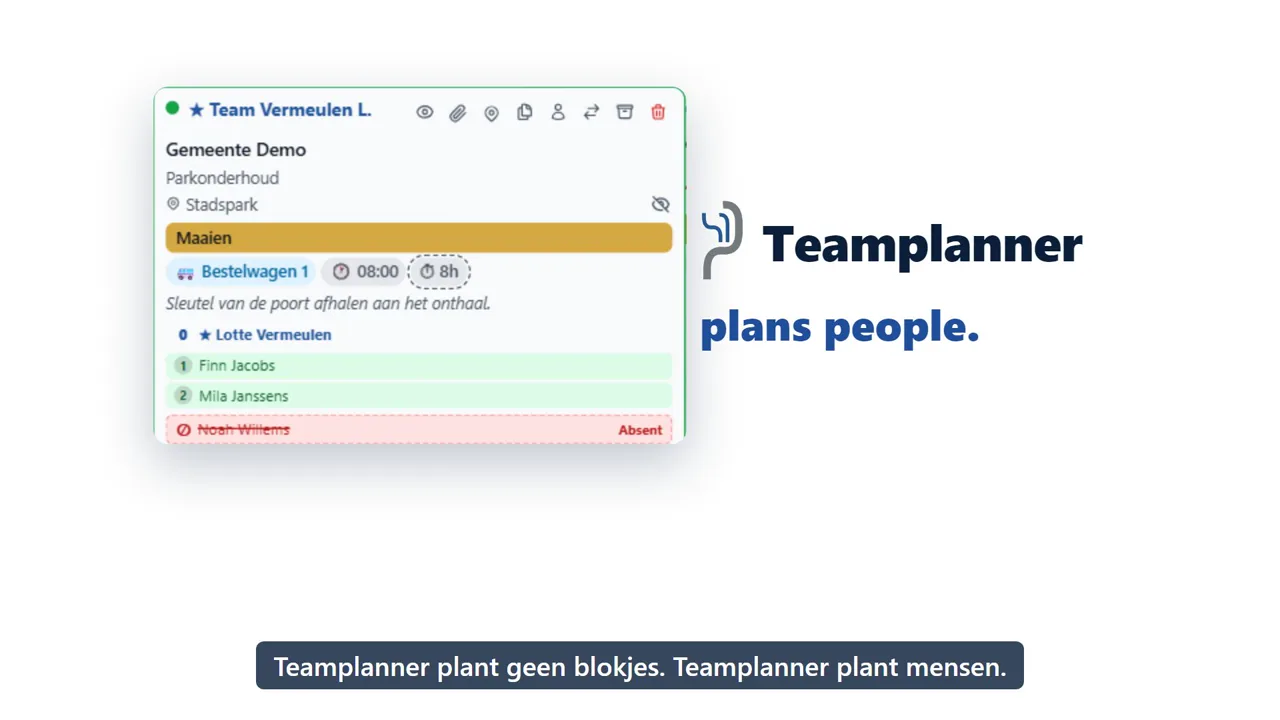 ★ Team Vermeulen L.
Gemeente Demo
Parkonderhoud
Stadspark
Maaien
Bestelwagen 1 08:00 8h
Sleutel van de poort afhalen aan het onthaal.
0 ★ Lotte Vermeulen
1 Finn Jacobs
2 Mila Janssens
Noah Willems Absent
Teamplanner
plans people.
Teamplanner plant geen blokjes. Teamplanner plant mensen.